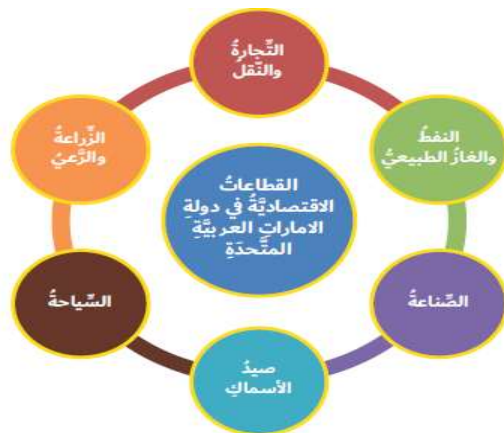 التِّجارةُ
والنّقلُ
النفطُ
والغازُ الطبيعيُّ
الصِّناعةُ
صيدُ
الأسماكِ
السِّياحةُ
الزِّراعةُ
والرَّعيُ
القطاعاتُ
الاقتصاديَّةُ في دولةِ
الاماراتِ العربيَّةِ
المتَّحدَةِ